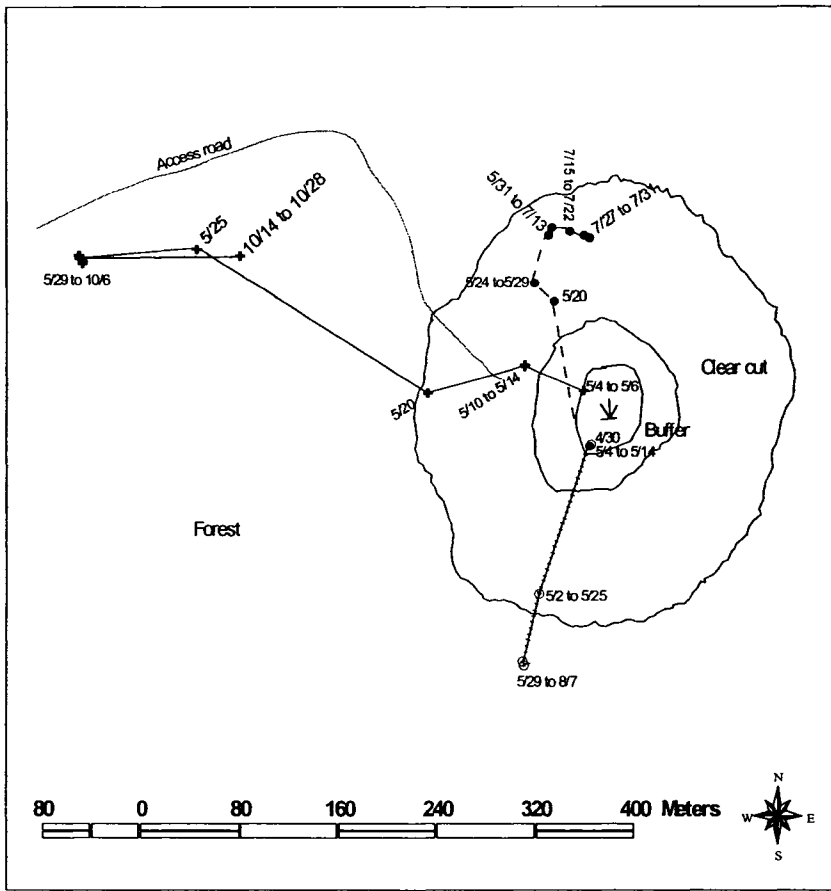 Access road
5/25
10/14 to 10/28
5/29 to 10/6
5/31 to 7/13
7/15 to 7/22
7/27 to 7/31
5/24 to 5/29
5/20
Clear cut
5/20
5/10 to 5/14
5/4 to 5/6
Buffer
4/30
5/4 to 5/14
Forest
5/2 to 5/25
5/29 to 8/7
80 0 80 160 240 320 400 Meters
N
W E
S